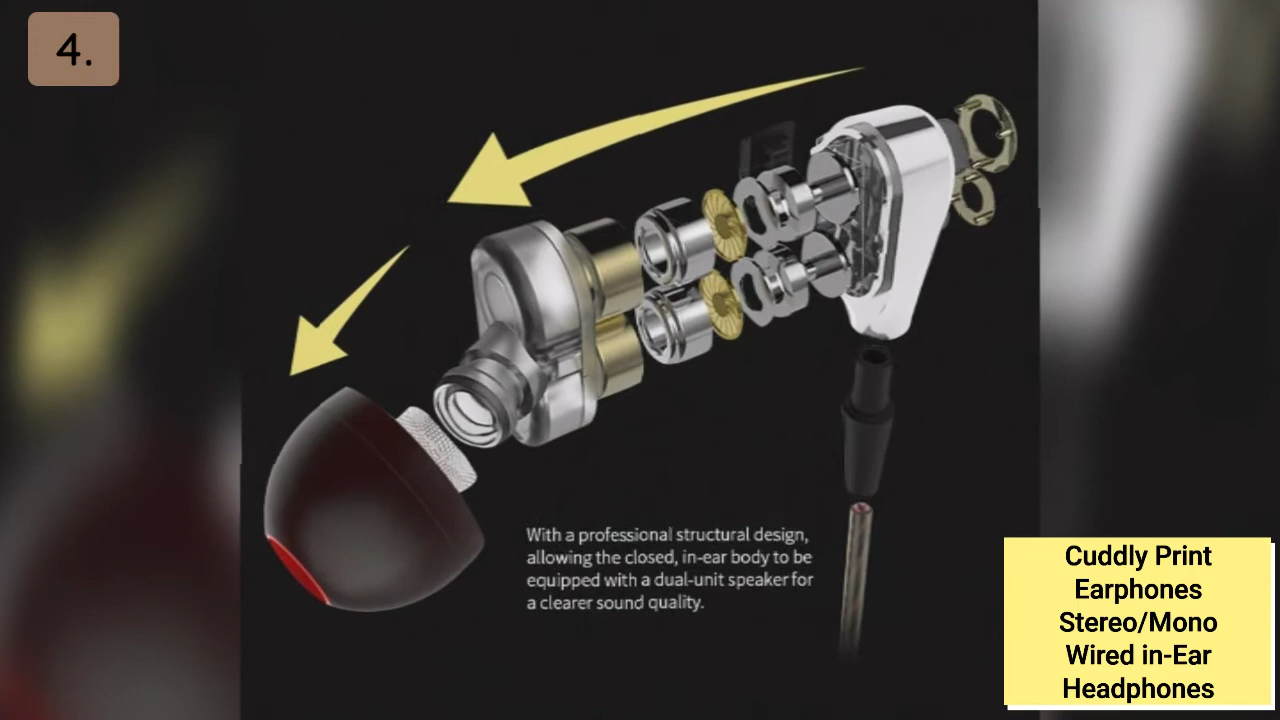 4.
With a professional structural design,
allowing the closed, in-ear body to be
equipped with a dual-unit speaker for
a clearer sound quality.
Cuddly Print
Earphones
Stereo/Mono
Wired in-Ear
Headphones